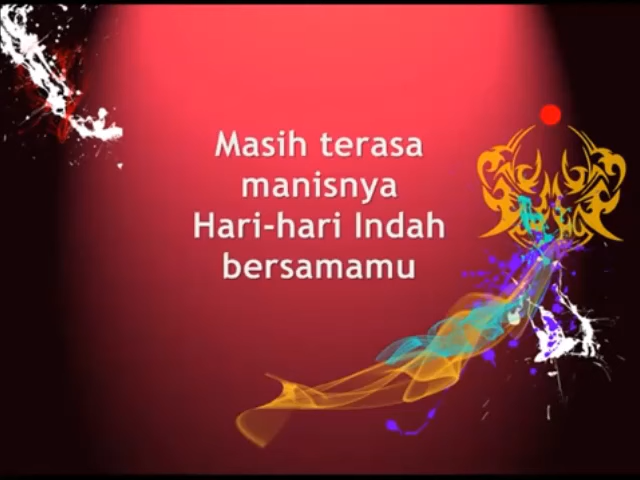 Masih terasa
manisnya
Hari-hari Indah
bersamamu